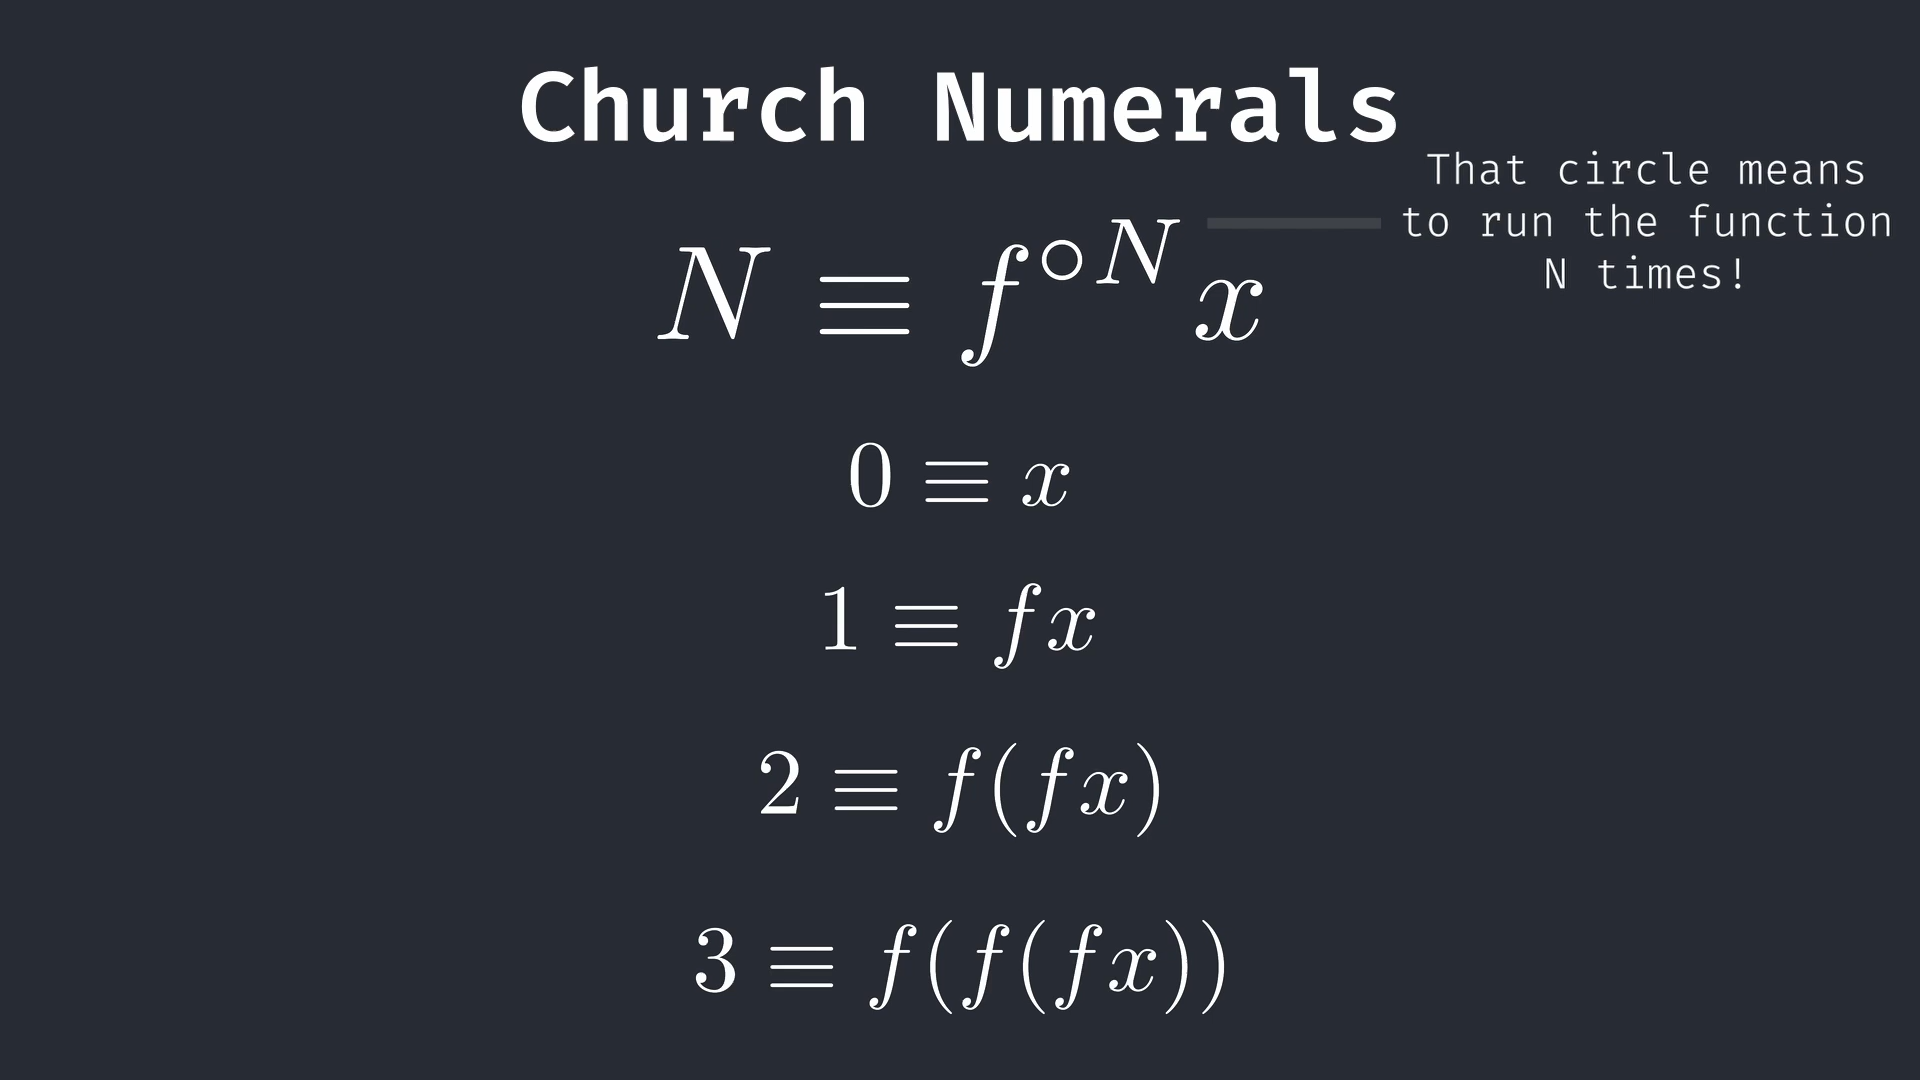 Church Numerals
That circle means
to run the function
N times!
N ≡ f^{∘N} x
0 ≡ x
1 ≡ fx
2 ≡ f(fx)
3 ≡ f(f(fx))